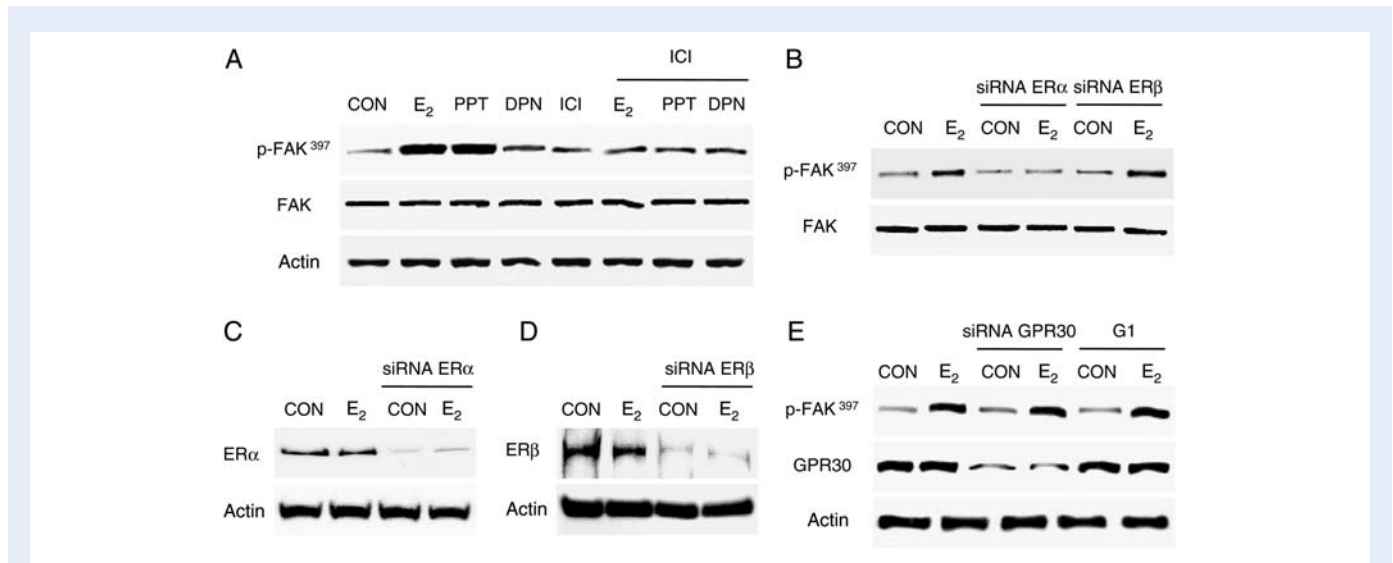 A
ICI
CON E₂ PPT DPN ICI E₂ PPT DPN
p-FAK³⁹⁷
FAK
Actin
B
siRNA ERα siRNA ERβ
CON E₂ CON E₂ CON E₂
p-FAK³⁹⁷
FAK
C
siRNA ERα
CON E₂ CON E₂
ERα
Actin
D
siRNA ERβ
CON E₂ CON E₂
ERβ
Actin
E
siRNA GPR30 G1
CON E₂ CON E₂ CON E₂
p-FAK³⁹⁷
GPR30
Actin